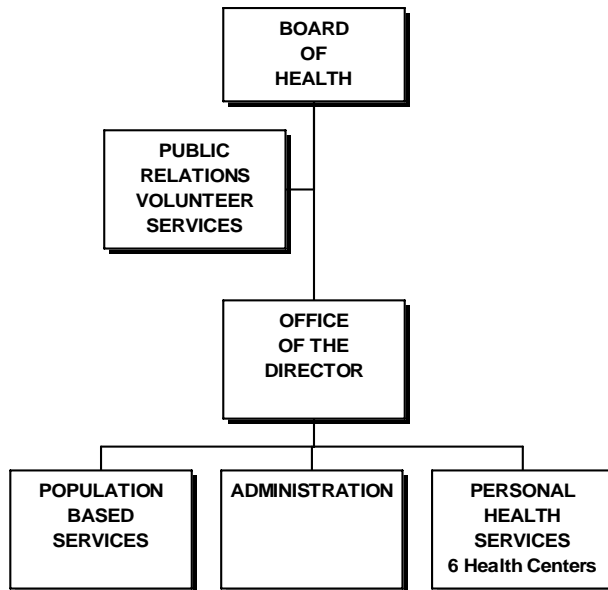 BOARD
OF
HEALTH
PUBLIC
RELATIONS
VOLUNTEER
SERVICES
OFFICE
OF THE
DIRECTOR
POPULATION
BASED
SERVICES
ADMINISTRATION
PERSONAL
HEALTH
SERVICES
6 Health Centers